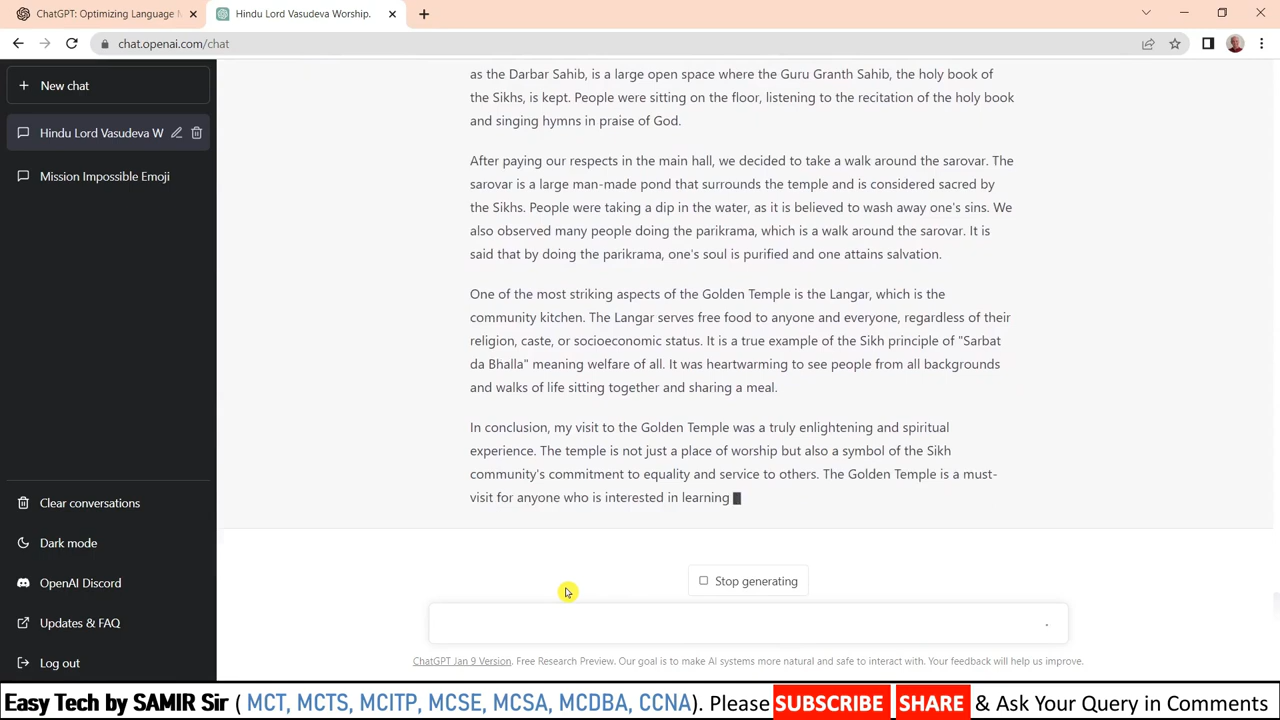 ChatGPT: Optimizing Language M
Hindu Lord Vasudeva Worship.
chat.openai.com/chat
New chat
Hindu Lord Vasudeva W
Mission Impossible Emoji
Clear conversations
Dark mode
OpenAI Discord
Updates & FAQ
Log out
as the Darbar Sahib, is a large open space where the Guru Granth Sahib, the holy book of
the Sikhs, is kept. People were sitting on the floor, listening to the recitation of the holy book
and singing hymns in praise of God.
After paying our respects in the main hall, we decided to take a walk around the sarovar. The
sarovar is a large man-made pond that surrounds the temple and is considered sacred by
the Sikhs. People were taking a dip in the water, as it is believed to wash away one's sins. We
also observed many people doing the parikrama, which is a walk around the sarovar. It is
said that by doing the parikrama, one's soul is purified and one attains salvation.
One of the most striking aspects of the Golden Temple is the Langar, which is the
community kitchen. The Langar serves free food to anyone and everyone, regardless of their
religion, caste, or socioeconomic status. It is a true example of the Sikh principle of "Sarbat
da Bhalla" meaning welfare of all. It was heartwarming to see people from all backgrounds
and walks of life sitting together and sharing a meal.
In conclusion, my visit to the Golden Temple was a truly enlightening and spiritual
experience. The temple is not just a place of worship but also a symbol of the Sikh
community's commitment to equality and service to others. The Golden Temple is a must-
visit for anyone who is interested in learning
Stop generating
ChatGPT Jan 9 Version. Free Research Preview. Our goal is to make AI systems more natural and safe to interact with. Your feedback will help us improve.
Easy Tech by SAMIR Sir ( MCT, MCTS, MCITP, MCSE, MCSA, MCDBA, CCNA). Please SUBSCRIBE SHARE & Ask Your Query in Comments